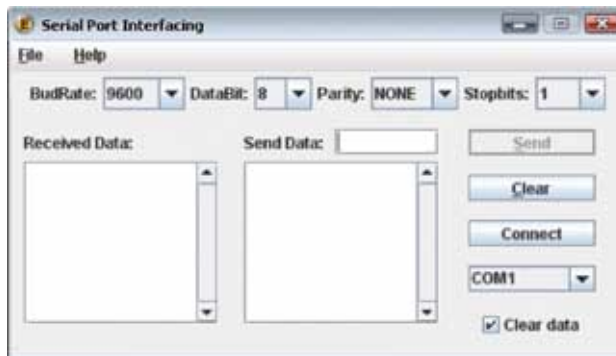 Serial Port Interfacing
File Help
BudRate: 9600 DataBit: 8 Parity: NONE Stopbits: 1
Received Data: Send Data: Send
Clear
Connect
COM1
Clear data